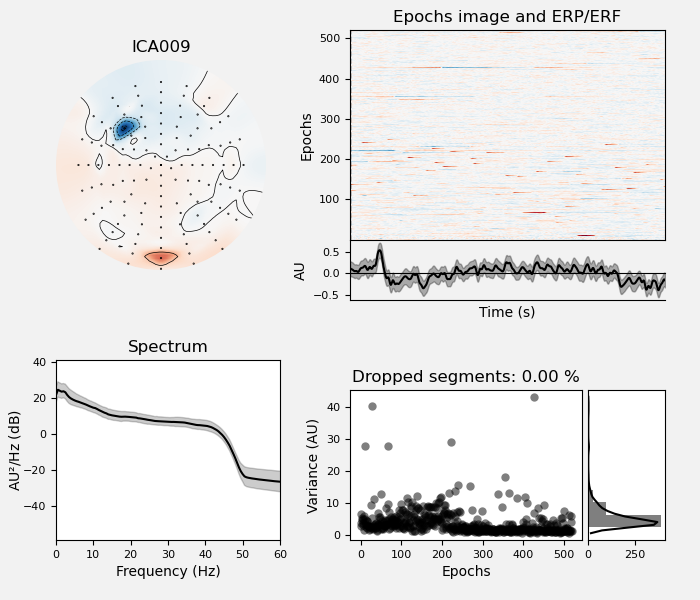 ICA009
Epochs image and ERP/ERF
Epochs
500
400
300
200
100
AU
0.5
0.0
−0.5
Time (s)
Spectrum
AU²/Hz (dB)
40
20
0
−20
−40
0 10 20 30 40 50 60
Frequency (Hz)
Dropped segments: 0.00 %
Variance (AU)
40
30
20
10
0
0 100 200 300 400 500
Epochs
0 250